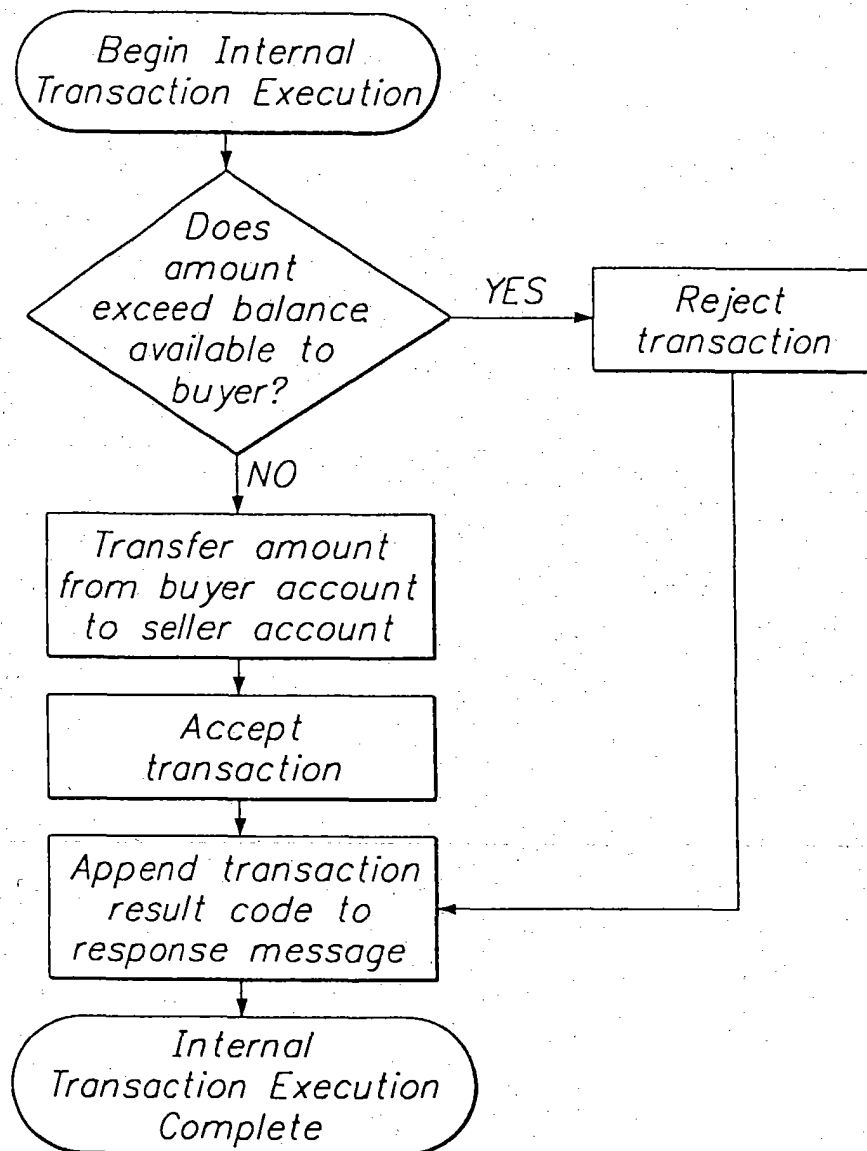 Begin Internal
Transaction Execution
Does
amount
exceed balance
available to
buyer?
YES
Reject
transaction
NO
Transfer amount
from buyer account
to seller account
Accept
transaction
Append transaction
result code to
response message
Internal
Transaction Execution
Complete